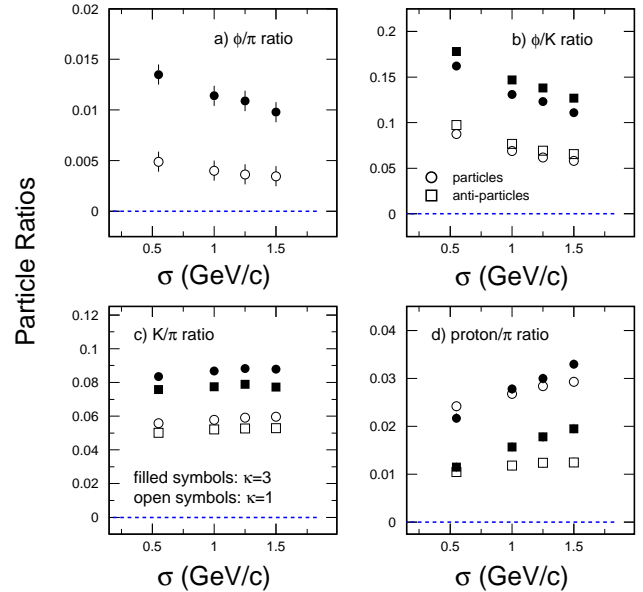 Particle Ratios
0.02
0.015
0.01
0.005
0
a) ϕ/π ratio
0.5 1 1.5
σ (GeV/c)
0.2
0.15
0.1
0.05
0
b) ϕ/K ratio
particles
anti-particles
0.5 1 1.5
σ (GeV/c)
0.12
0.1
0.08
0.06
0.04
0.02
0
c) K/π ratio
filled symbols: κ=3
open symbols: κ=1
0.5 1 1.5
σ (GeV/c)
0.04
0.03
0.02
0.01
0
d) proton/π ratio
0.5 1 1.5
σ (GeV/c)